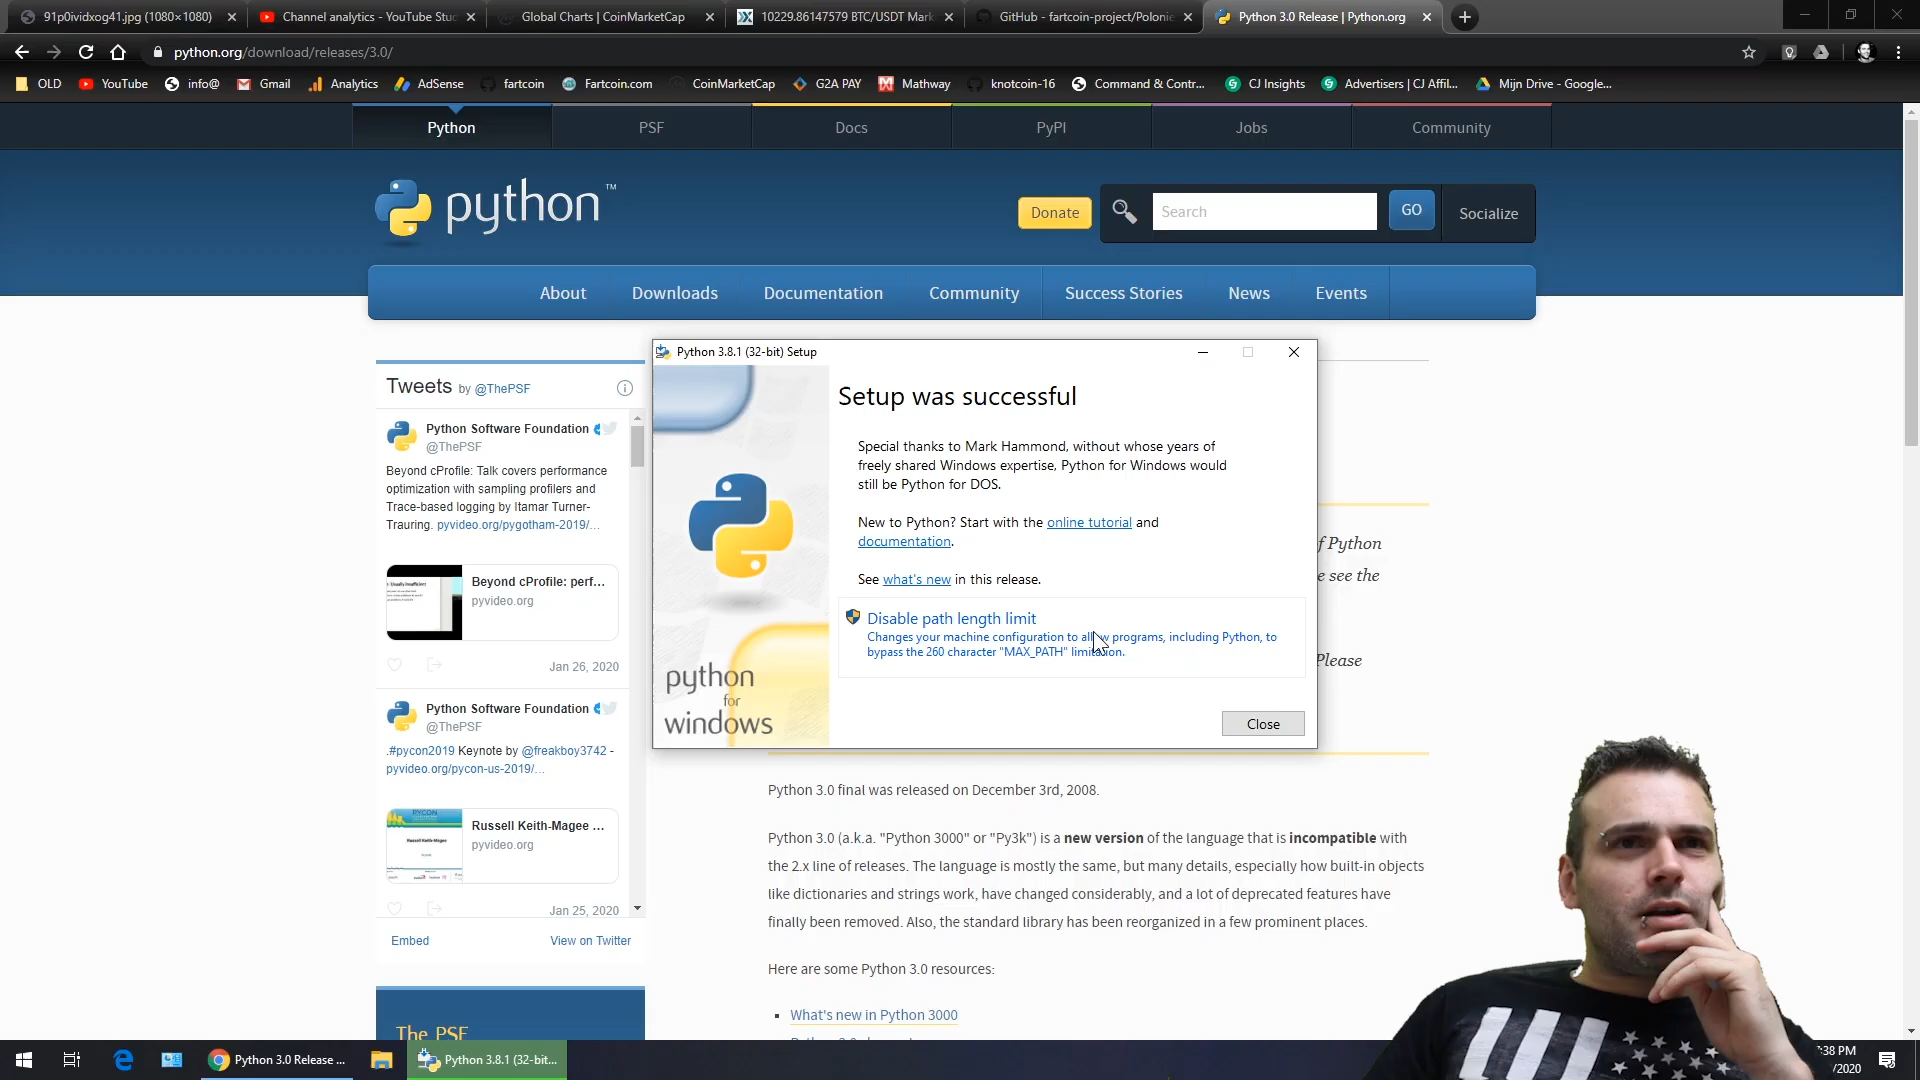 91p0ividxog41.jpg (1080×1080)
Channel analytics - YouTube Stu
Global Charts | CoinMarketCap
10229.86147579 BTC/USDT Mark
GitHub - fartcoin-project/Polonie
Python 3.0 Release | Python.org
python.org/download/releases/3.0/
OLD
YouTube
info@
Gmail
Analytics
AdSense
fartcoin
Fartcoin.com
CoinMarketCap
G2A PAY
Mathway
knotcoin-16
Command & Contr...
CJ Insights
Advertisers | CJ Affil...
Mijn Drive - Google...
Python
PSF
Docs
PyPI
Jobs
Community
python™
Donate
Search
GO
Socialize
About
Downloads
Documentation
Community
Success Stories
News
Events
Tweets by @ThePSF
Python Software Foundation
@ThePSF
Beyond cProfile: Talk covers performance
optimization with sampling profilers and
Trace-based logging by Itamar Turner-
Trauring. pyvideo.org/pygotham-2019/...
Beyond cProfile: perf...
pyvideo.org
Jan 26, 2020
Python Software Foundation
@ThePSF
.#pycon2019 Keynote by @freakboy3742 -
pyvideo.org/pycon-us-2019/...
Russell Keith-Magee ...
pyvideo.org
Jan 25, 2020
Embed
View on Twitter
The PSF
Python 3.8.1 (32-bit) Setup
Setup was successful
Special thanks to Mark Hammond, without whose years of
freely shared Windows expertise, Python for Windows would
still be Python for DOS.
New to Python? Start with the online tutorial and
documentation.
See what's new in this release.
Disable path length limit
Changes your machine configuration to allow programs, including Python, to
bypass the 260 character "MAX_PATH" limitation.
python
for
windows
Close
f Python
e see the
Please
Python 3.0 final was released on December 3rd, 2008.
Python 3.0 (a.k.a. "Python 3000" or "Py3k") is a new version of the language that is incompatible with
the 2.x line of releases. The language is mostly the same, but many details, especially how built-in objects
like dictionaries and strings work, have changed considerably, and a lot of deprecated features have
finally been removed. Also, the standard library has been reorganized in a few prominent places.
Here are some Python 3.0 resources:
What's new in Python 3000
Python 3.0 Release ...
Python 3.8.1 (32-bit...
:38 PM
/2020